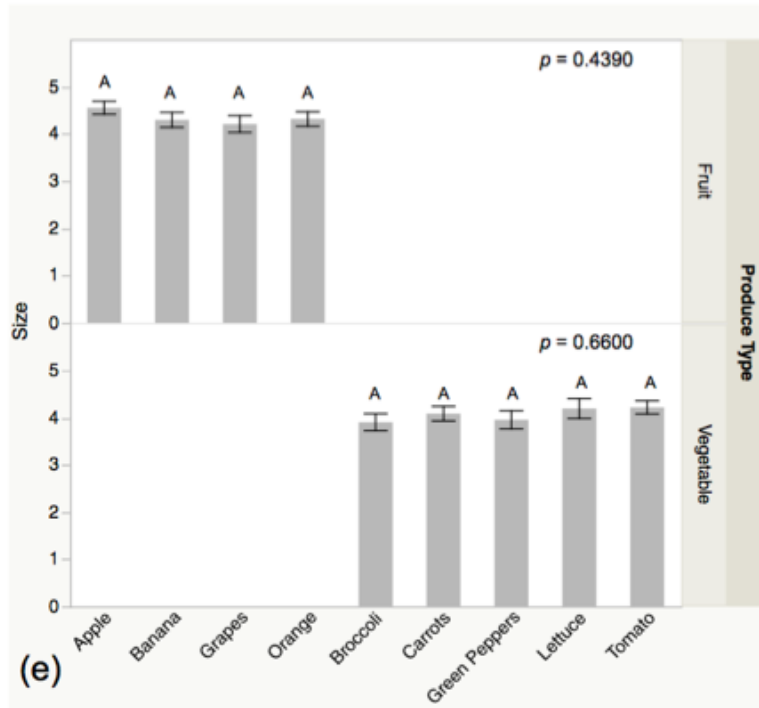 p = 0.4390
A A A A
5
4
3
2
1
0
Fruit
p = 0.6600
A A A A A
5
4
3
2
1
0
Vegetable
Size
Produce Type
Apple
Banana
Grapes
Orange
Broccoli
Carrots
Green Peppers
Lettuce
Tomato
(e)